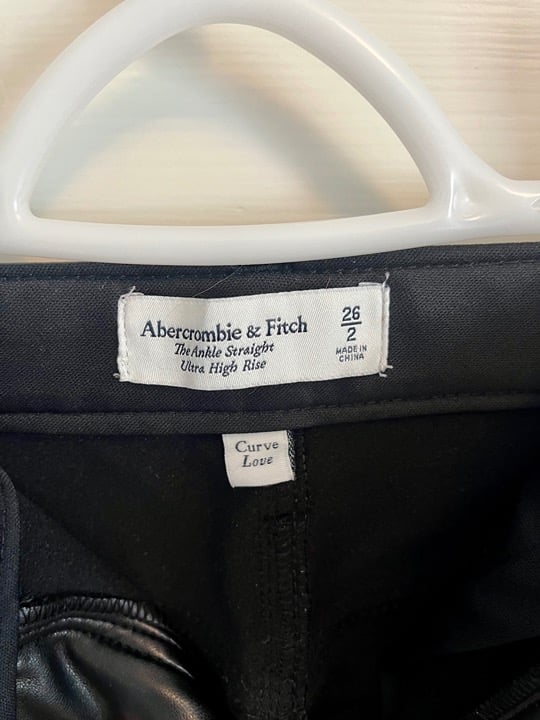 Abercrombie & Fitch
The Ankle Straight
Ultra High Rise
26
2
MADE IN
CHINA
Curve
Love